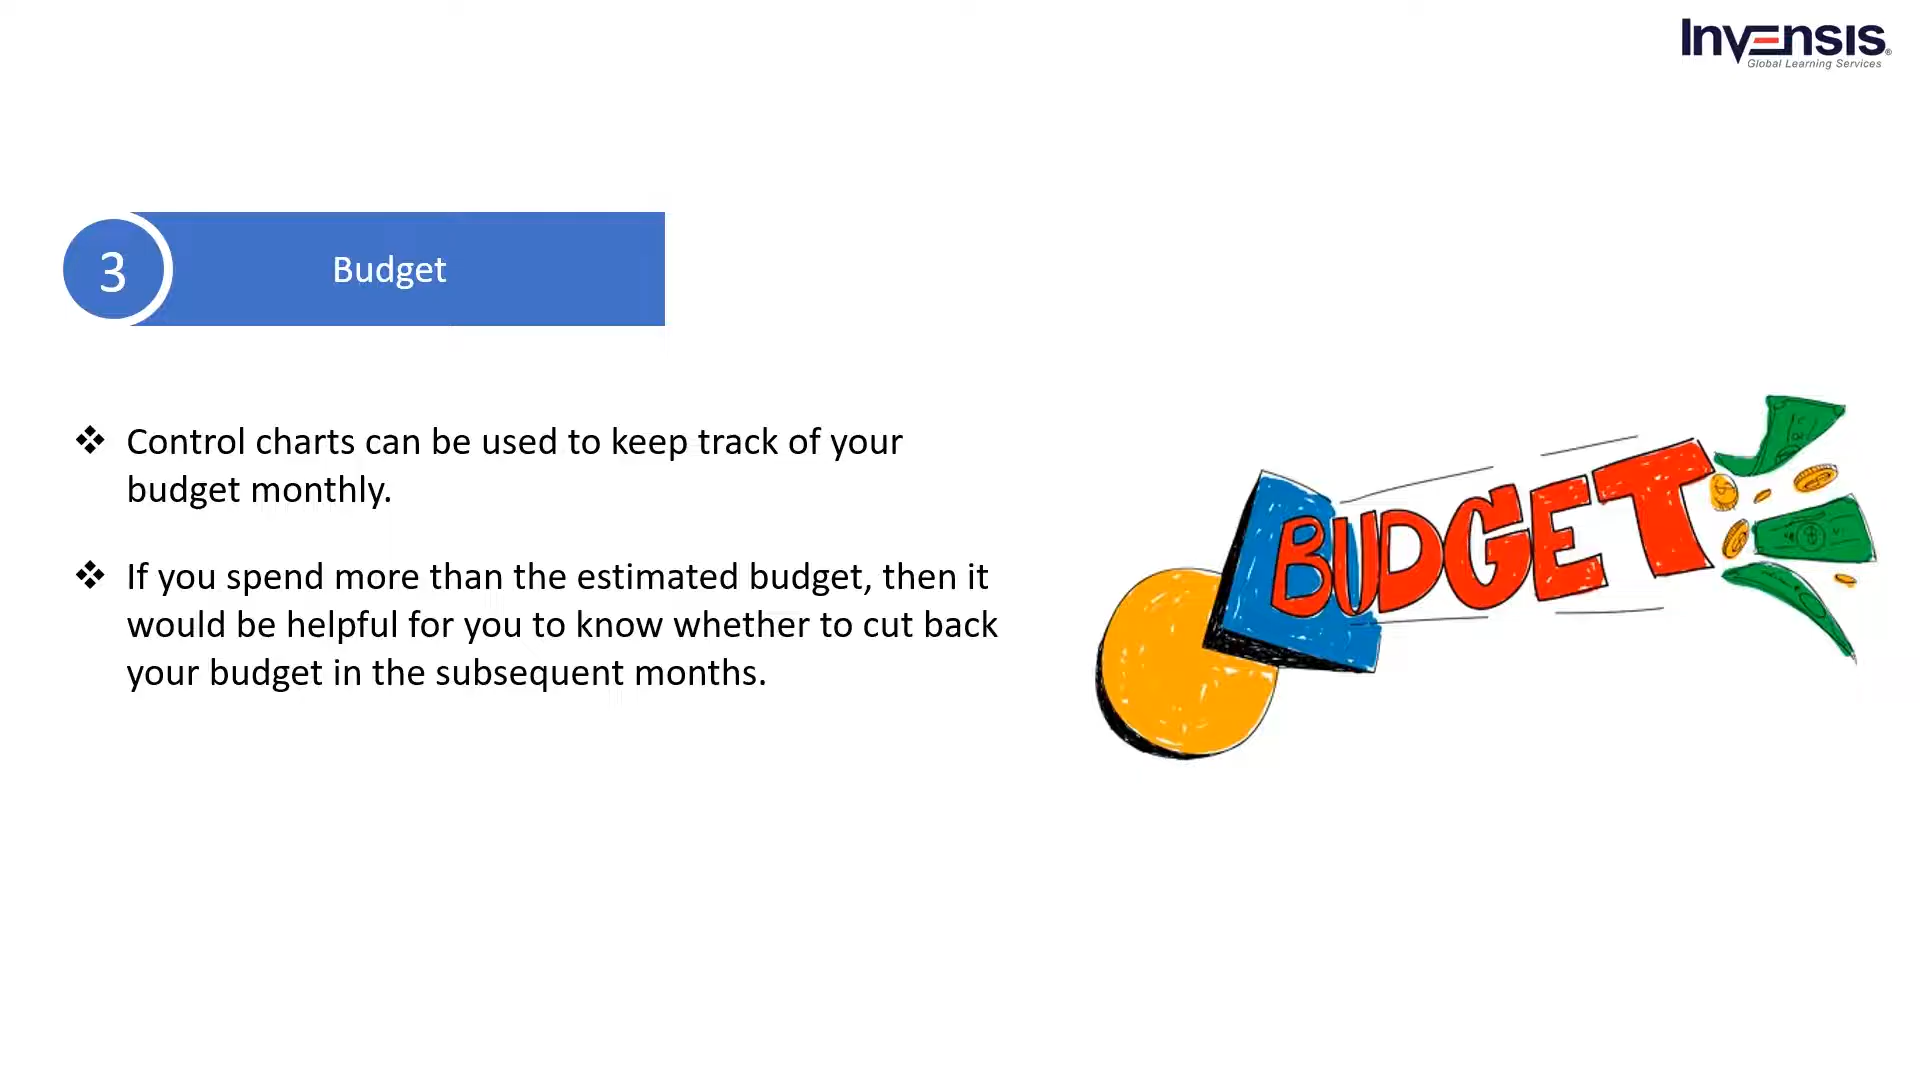 Invensis
Global Learning Services
3
Budget
❖ Control charts can be used to keep track of your
budget monthly.
❖ If you spend more than the estimated budget, then it
would be helpful for you to know whether to cut back
your budget in the subsequent months.
BUDGET